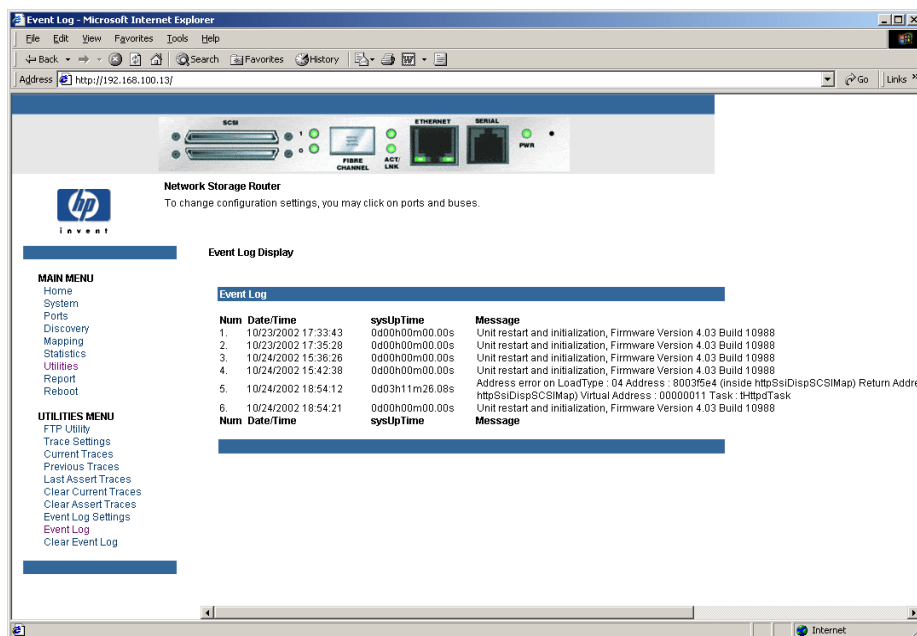 Event Log - Microsoft Internet Explorer
File Edit View Favorites Tools Help
Back Search Favorites History
Address http://192.168.100.13/ Go Links »
SCSI
1
0
FIBRE CHANNEL
ACT/LNK
ETHERNET
SERIAL
PWR
hp
invent
Network Storage Router
To change configuration settings, you may click on ports and buses.
Event Log Display
MAIN MENU
Home
System
Ports
Discovery
Mapping
Statistics
Utilities
Report
Reboot
UTILITIES MENU
FTP Utility
Trace Settings
Current Traces
Previous Traces
Last Assert Traces
Clear Current Traces
Clear Assert Traces
Event Log Settings
Event Log
Clear Event Log
Event Log
Num Date/Time sysUpTime Message
1. 10/23/2002 17:33:43 0d00h00m00.00s Unit restart and initialization, Firmware Version 4.03 Build 10988
2. 10/23/2002 17:35:28 0d00h00m00.00s Unit restart and initialization, Firmware Version 4.03 Build 10988
3. 10/24/2002 15:36:26 0d00h00m00.00s Unit restart and initialization, Firmware Version 4.03 Build 10988
4. 10/24/2002 15:42:38 0d00h00m00.00s Unit restart and initialization, Firmware Version 4.03 Build 10988
5. 10/24/2002 18:54:12 0d03h11m26.08s Address error on LoadType : 04 Address : 8003f5e4 (inside httpSsiDispSCSIMap) Return Addre
httpSsiDispSCSIMap) Virtual Address : 00000011 Task : tHttpdTask
6. 10/24/2002 18:54:21 0d00h00m00.00s Unit restart and initialization, Firmware Version 4.03 Build 10988
Num Date/Time sysUpTime Message
Internet